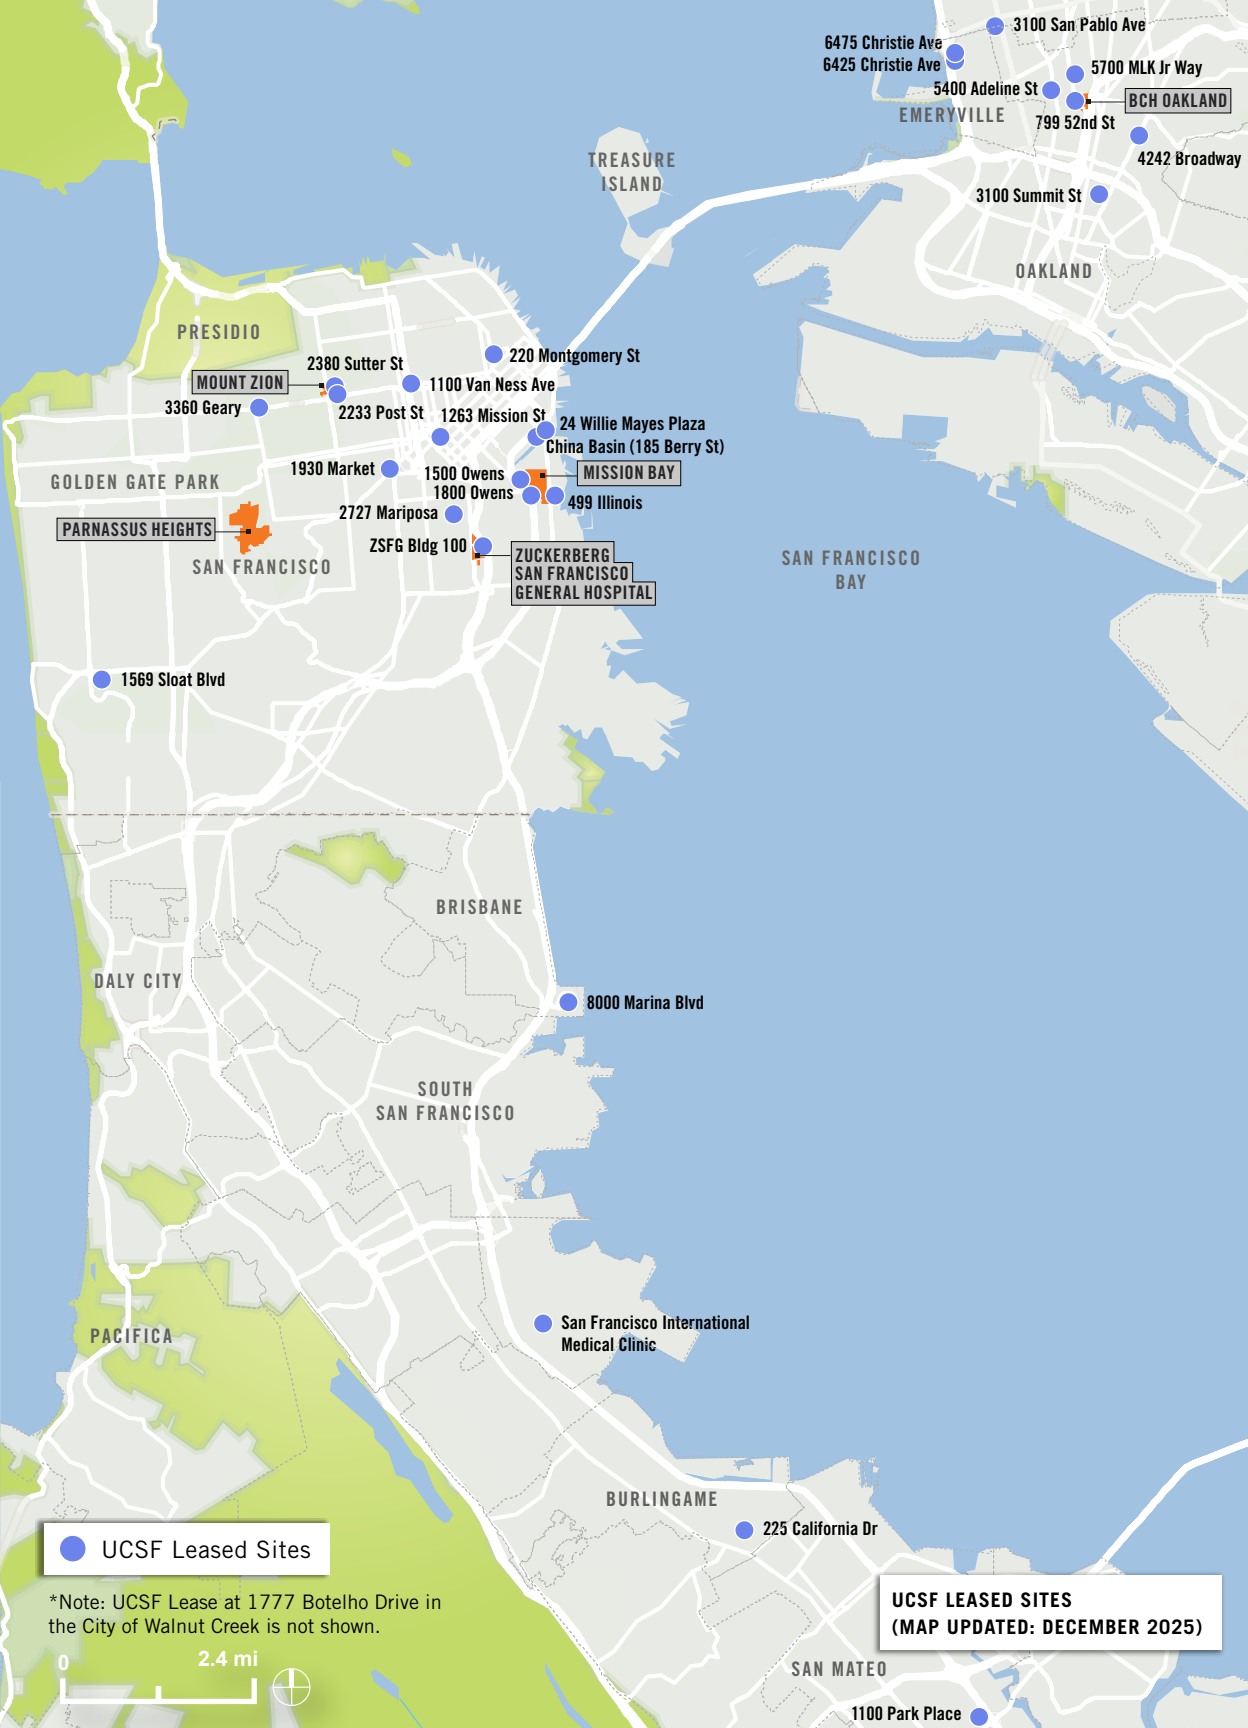 3100 San Pablo Ave
6475 Christie Ave
6425 Christie Ave
5700 MLK Jr Way
5400 Adeline St
BCH OAKLAND
EMERYVILLE
799 52nd St
4242 Broadway
TREASURE
ISLAND
3100 Summit St
OAKLAND
PRESIDIO
220 Montgomery St
2380 Sutter St
MOUNT ZION
1100 Van Ness Ave
3360 Geary
2233 Post St
1263 Mission St
24 Willie Mayes Plaza
China Basin (185 Berry St)
1930 Market
1500 Owens
MISSION BAY
GOLDEN GATE PARK
1800 Owens
499 Illinois
2727 Mariposa
PARNASSUS HEIGHTS
ZSFG Bldg 100
ZUCKERBERG
SAN FRANCISCO
GENERAL HOSPITAL
SAN FRANCISCO
SAN FRANCISCO
BAY
1569 Sloat Blvd
BRISBANE
DALY CITY
8000 Marina Blvd
SOUTH
SAN FRANCISCO
San Francisco International
Medical Clinic
PACIFICA
BURLINGAME
225 California Dr
UCSF Leased Sites
*Note: UCSF Lease at 1777 Botelho Drive in
the City of Walnut Creek is not shown.
0 2.4 mi
UCSF LEASED SITES
(MAP UPDATED: DECEMBER 2025)
SAN MATEO
1100 Park Place